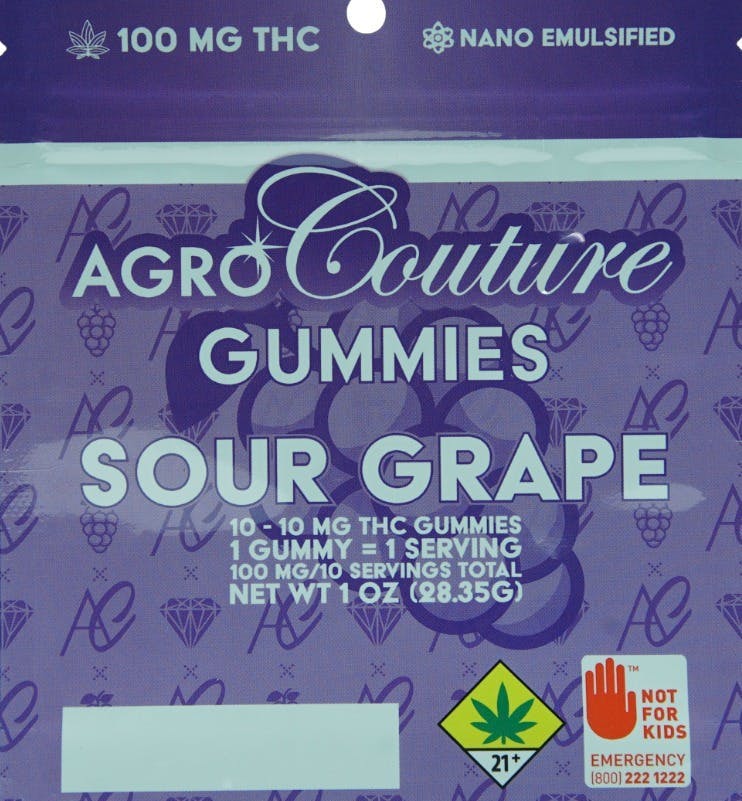 100 MG THC
NANO EMULSIFIED
AGRO Couture
GUMMIES
SOUR GRAPE
10 - 10 MG THC GUMMIES
1 GUMMY = 1 SERVING
100 MG/10 SERVINGS TOTAL
NET WT 1 OZ (28.35G)
21+
TM
NOT
FOR
KIDS
EMERGENCY
(800) 222 1222